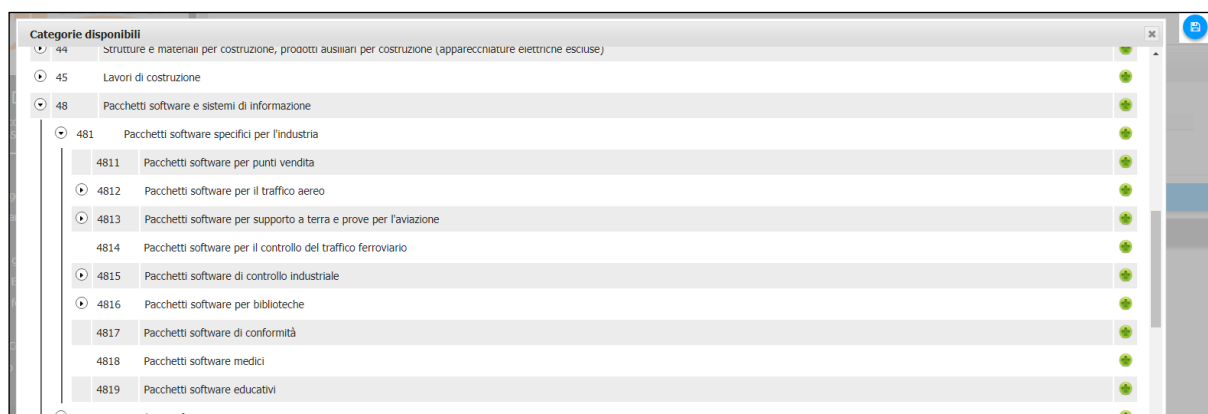 Categorie disponibili
44 Strutture e materiali per costruzione, prodotti ausiliari per costruzione (apparecchiature elettriche escluse)
45 Lavori di costruzione
48 Pacchetti software e sistemi di informazione
481 Pacchetti software specifici per l'industria
4811 Pacchetti software per punti vendita
4812 Pacchetti software per il traffico aereo
4813 Pacchetti software per supporto a terra e prove per l'aviazione
4814 Pacchetti software per il controllo del traffico ferroviario
4815 Pacchetti software di controllo industriale
4816 Pacchetti software per biblioteche
4817 Pacchetti software di conformità
4818 Pacchetti software medici
4819 Pacchetti software educativi